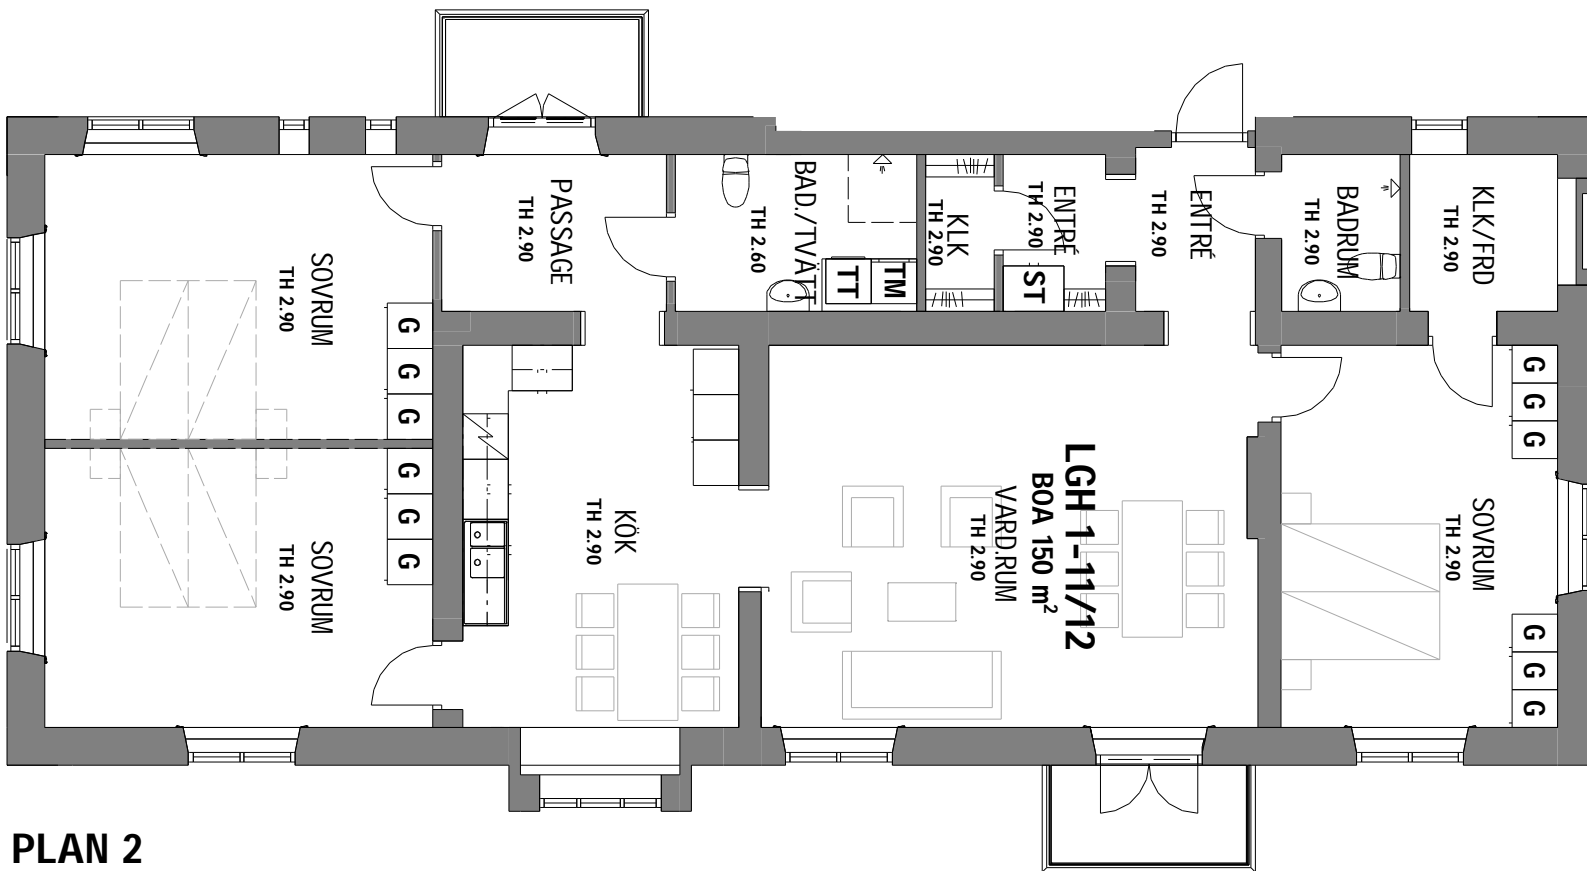 PASSAGE
TH 2.90
BAD./TVÄTT
TH 2.60
TT
TM
KLK
TH 2.90
ENTRÉ
TH 2.90
ST
ENTRÉ
TH 2.90
BADRUM
TH 2.90
KLK/FRD
TH 2.90
SOVRUM
TH 2.90
G
G
G
G
G
G
SOVRUM
TH 2.90
KÖK
TH 2.90
LGH 1-11/12
BOA 150 m²
VARD.RUM
TH 2.90
SOVRUM
TH 2.90
G
G
G
G
G
G
PLAN 2